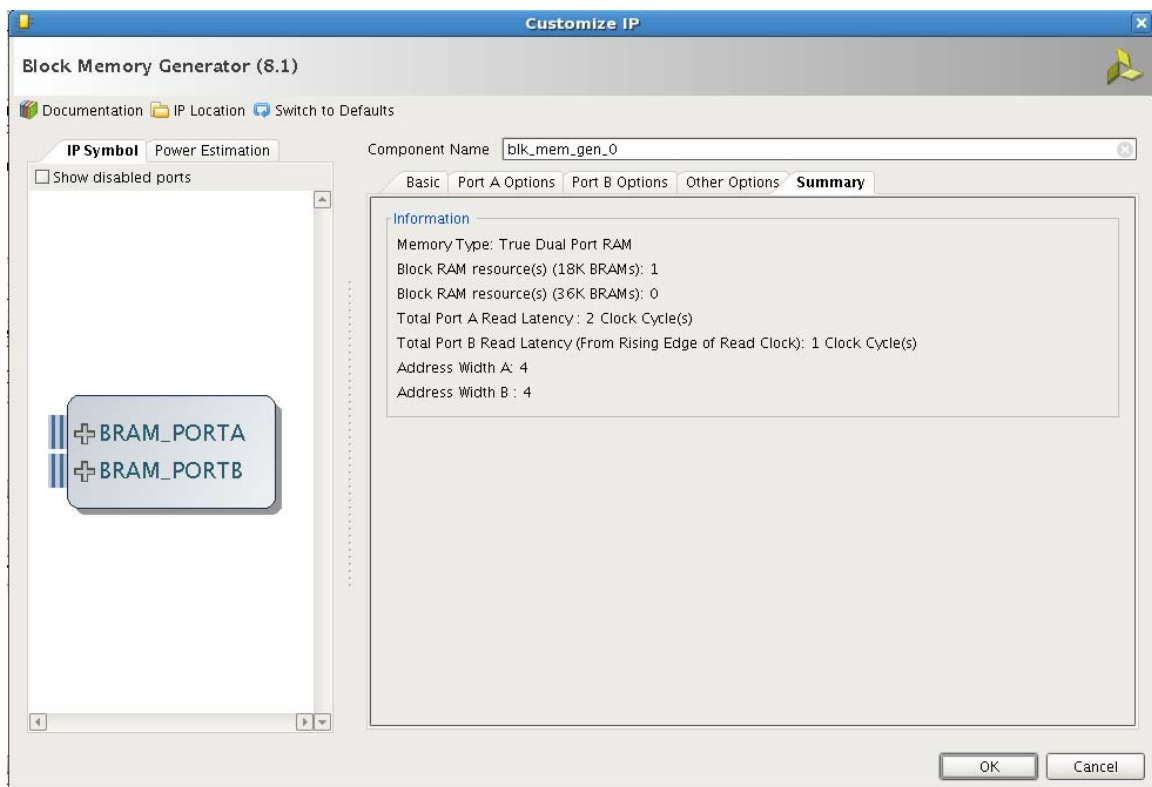 Customize IP
Block Memory Generator (8.1)
Documentation IP Location Switch to Defaults
IP Symbol Power Estimation
Show disabled ports
BRAM_PORTA
BRAM_PORTB
Component Name blk_mem_gen_0
Basic Port A Options Port B Options Other Options Summary
Information
Memory Type: True Dual Port RAM
Block RAM resource(s) (18K BRAMs): 1
Block RAM resource(s) (36K BRAMs): 0
Total Port A Read Latency : 2 Clock Cycle(s)
Total Port B Read Latency (From Rising Edge of Read Clock): 1 Clock Cycle(s)
Address Width A: 4
Address Width B : 4
OK Cancel